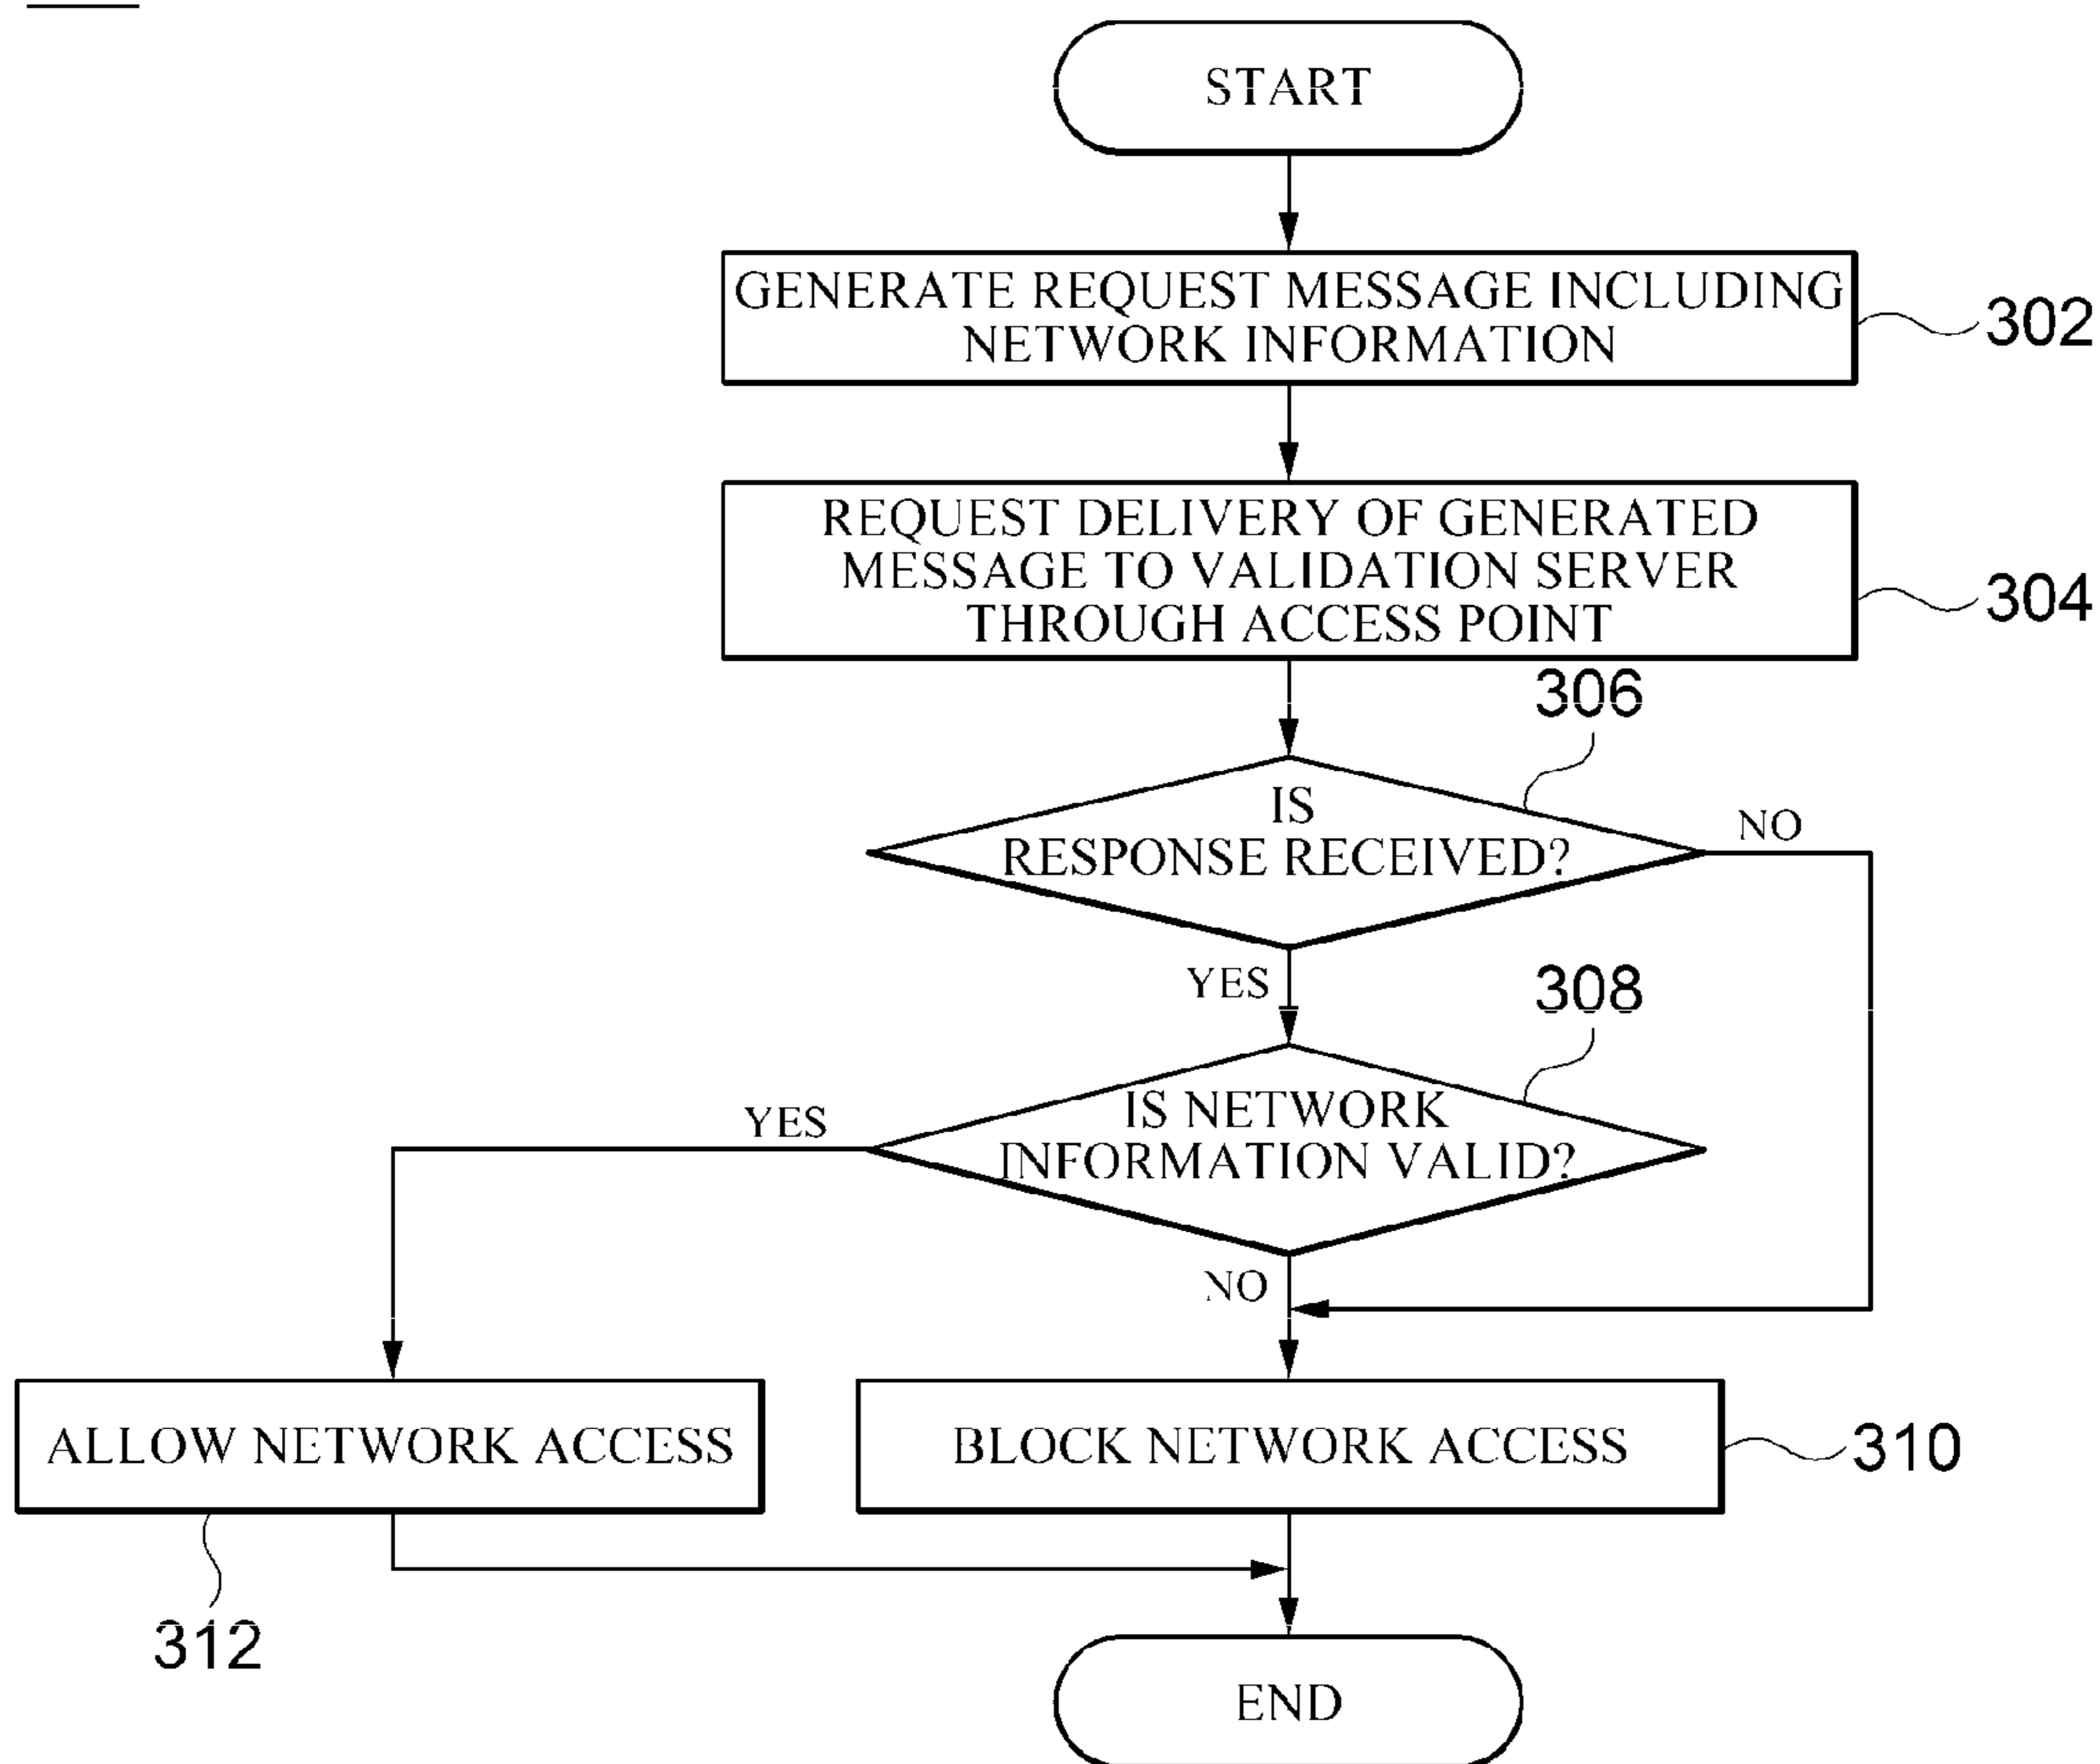 START
GENERATE REQUEST MESSAGE INCLUDING
NETWORK INFORMATION
302
REQUEST DELIVERY OF GENERATED
MESSAGE TO VALIDATION SERVER
THROUGH ACCESS POINT
304
306
IS
RESPONSE RECEIVED?
NO
YES
308
IS NETWORK
INFORMATION VALID?
YES
NO
ALLOW NETWORK ACCESS
BLOCK NETWORK ACCESS
310
312
END